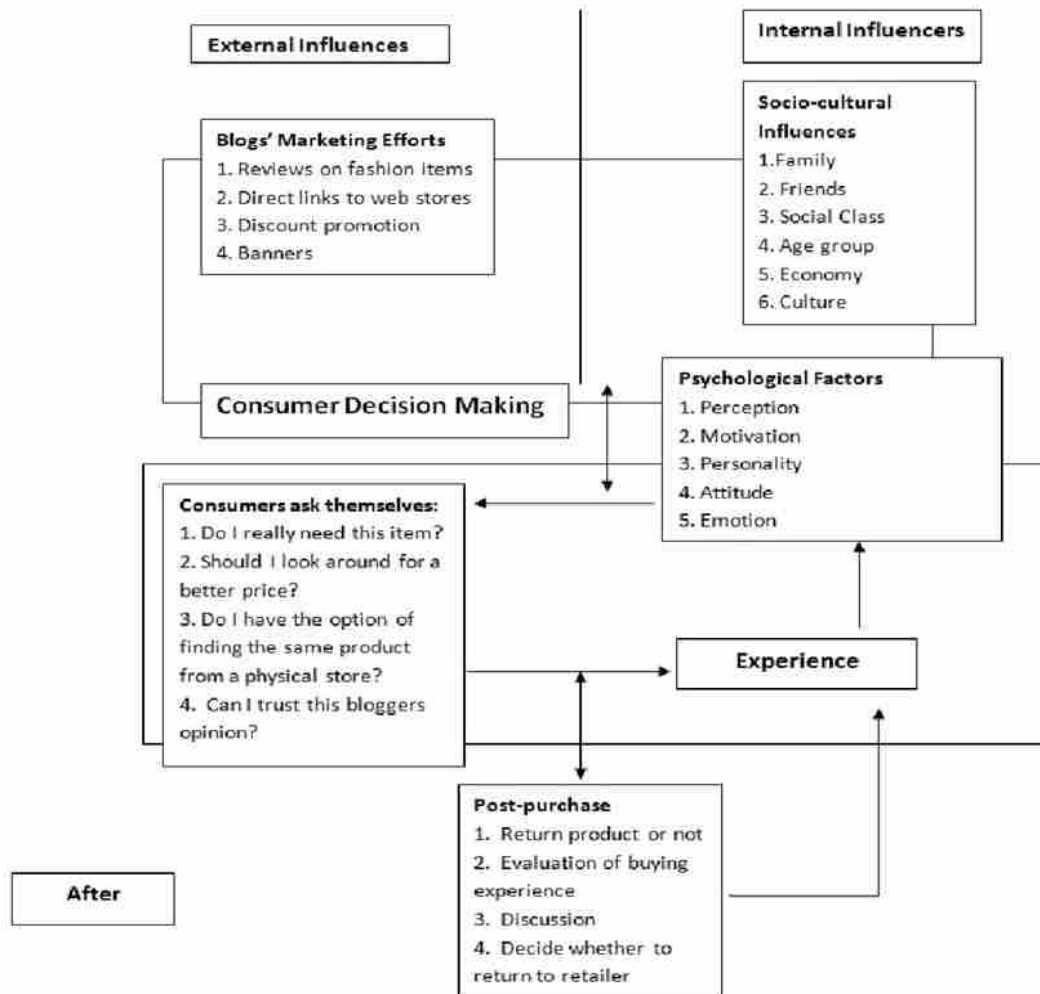 External Influences
Internal Influencers
Blogs' Marketing Efforts
1. Reviews on fashion items
2. Direct links to web stores
3. Discount promotion
4. Banners
Socio-cultural
Influences
1.Family
2. Friends
3. Social Class
4. Age group
5. Economy
6. Culture
Consumer Decision Making
Psychological Factors
1. Perception
2. Motivation
3. Personality
4. Attitude
5. Emotion
Consumers ask themselves:
1. Do I really need this item?
2. Should I look around for a
better price?
3. Do I have the option of
finding the same product
from a physical store?
4. Can I trust this bloggers
opinion?
Experience
Post-purchase
1. Return product or not
2. Evaluation of buying
experience
3. Discussion
4. Decide whether to
return to retailer
After